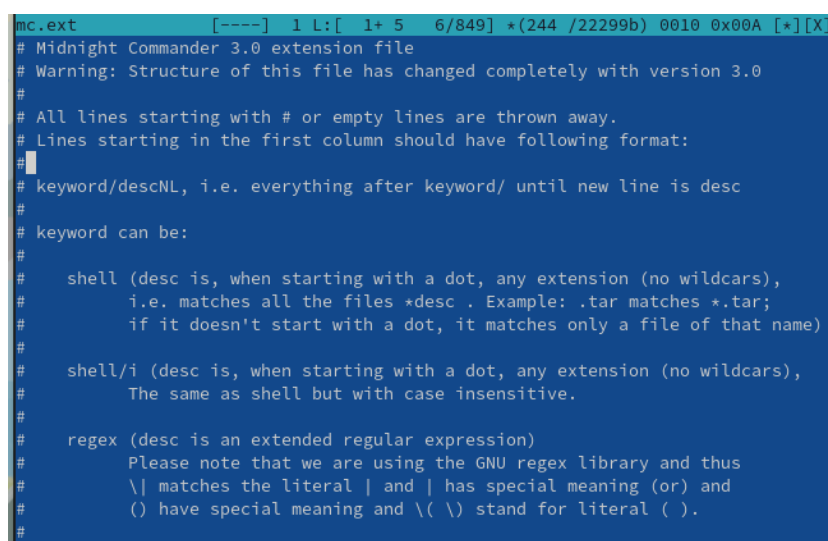 mc.ext [----] 1 L:[ 1+ 5 6/849] *(244 /22299b) 0010 0x00A [*][X]
# Midnight Commander 3.0 extension file
# Warning: Structure of this file has changed completely with version 3.0
#
# All lines starting with # or empty lines are thrown away.
# Lines starting in the first column should have following format:
#
# keyword/descNL, i.e. everything after keyword/ until new line is desc
#
# keyword can be:
#
# shell (desc is, when starting with a dot, any extension (no wildcars),
# i.e. matches all the files *desc . Example: .tar matches *.tar;
# if it doesn't start with a dot, it matches only a file of that name)
#
# shell/i (desc is, when starting with a dot, any extension (no wildcars),
# The same as shell but with case insensitive.
#
# regex (desc is an extended regular expression)
# Please note that we are using the GNU regex library and thus
# \| matches the literal | and | has special meaning (or) and
# () have special meaning and \( \) stand for literal ( ).
#